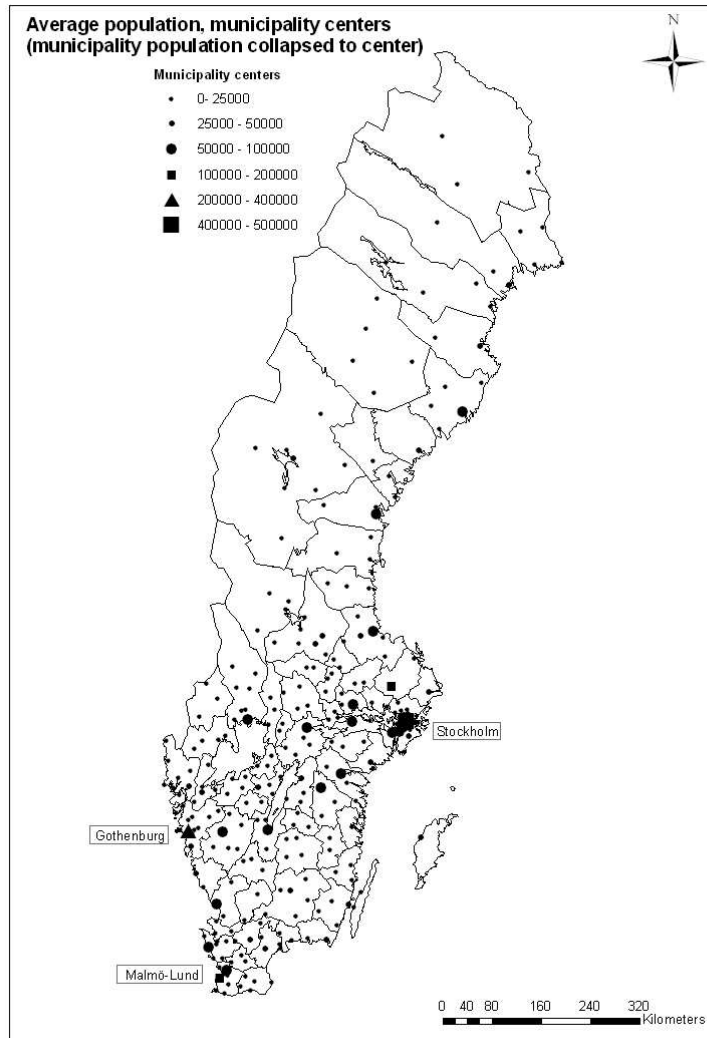 Average population, municipality centers
(municipality population collapsed to center)
N
Municipality centers
0- 25000
25000 - 50000
50000 - 100000
100000 - 200000
200000 - 400000
400000 - 500000
Stockholm
Gothenburg
Malmö-Lund
0 40 80 160 240 320
Kilometers